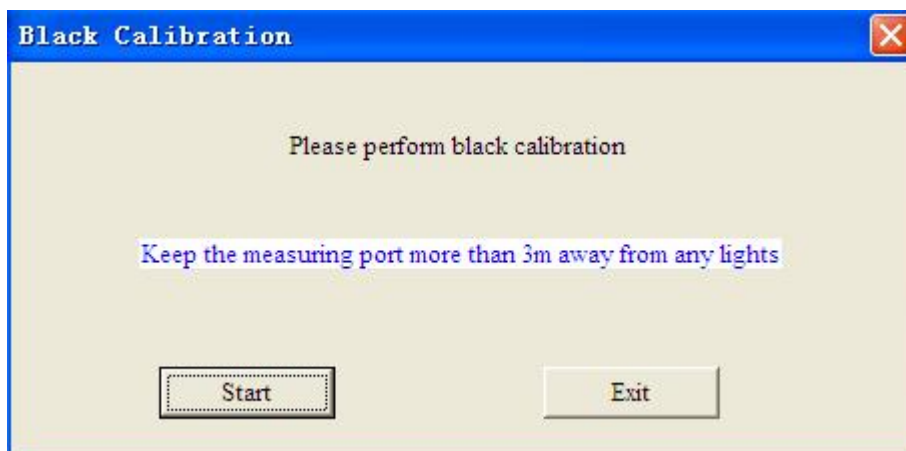 Black Calibration
Please perform black calibration
Keep the measuring port more than 3m away from any lights
Start
Exit